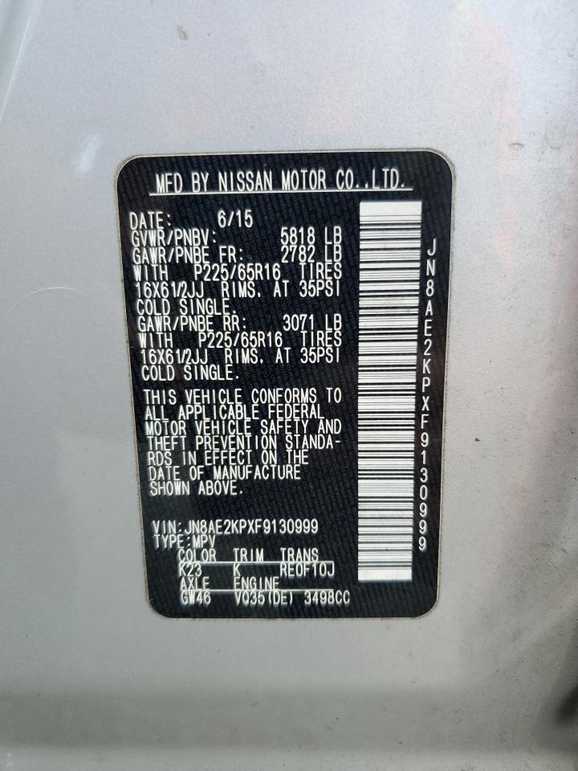 MFD BY NISSAN MOTOR CO.,LTD.
DATE: 6/15
GVWR/PNBV: 5818 LB
GAWR/PNBE FR: 2782 LB
WITH P225/65R16 TIRES
16X61/2JJ RIMS. AT 35PSI
COLD SINGLE.
GAWR/PNBE RR: 3071 LB
WITH P225/65R16 TIRES
16X61/2JJ RIMS. AT 35PSI
COLD SINGLE.
THIS VEHICLE CONFORMS TO
ALL APPLICABLE FEDERAL
MOTOR VEHICLE SAFETY AND
THEFT PREVENTION STANDA-
RDS IN EFFECT ON THE
DATE OF MANUFACTURE
SHOWN ABOVE.
VIN:JN8AE2KPXF9130999
TYPE:MPV
COLOR TRIM TRANS
K23 K REOF10J
AXLE ENGINE
GW46 VQ35(DE) 3498CC
JN8AE2KPXF9130999